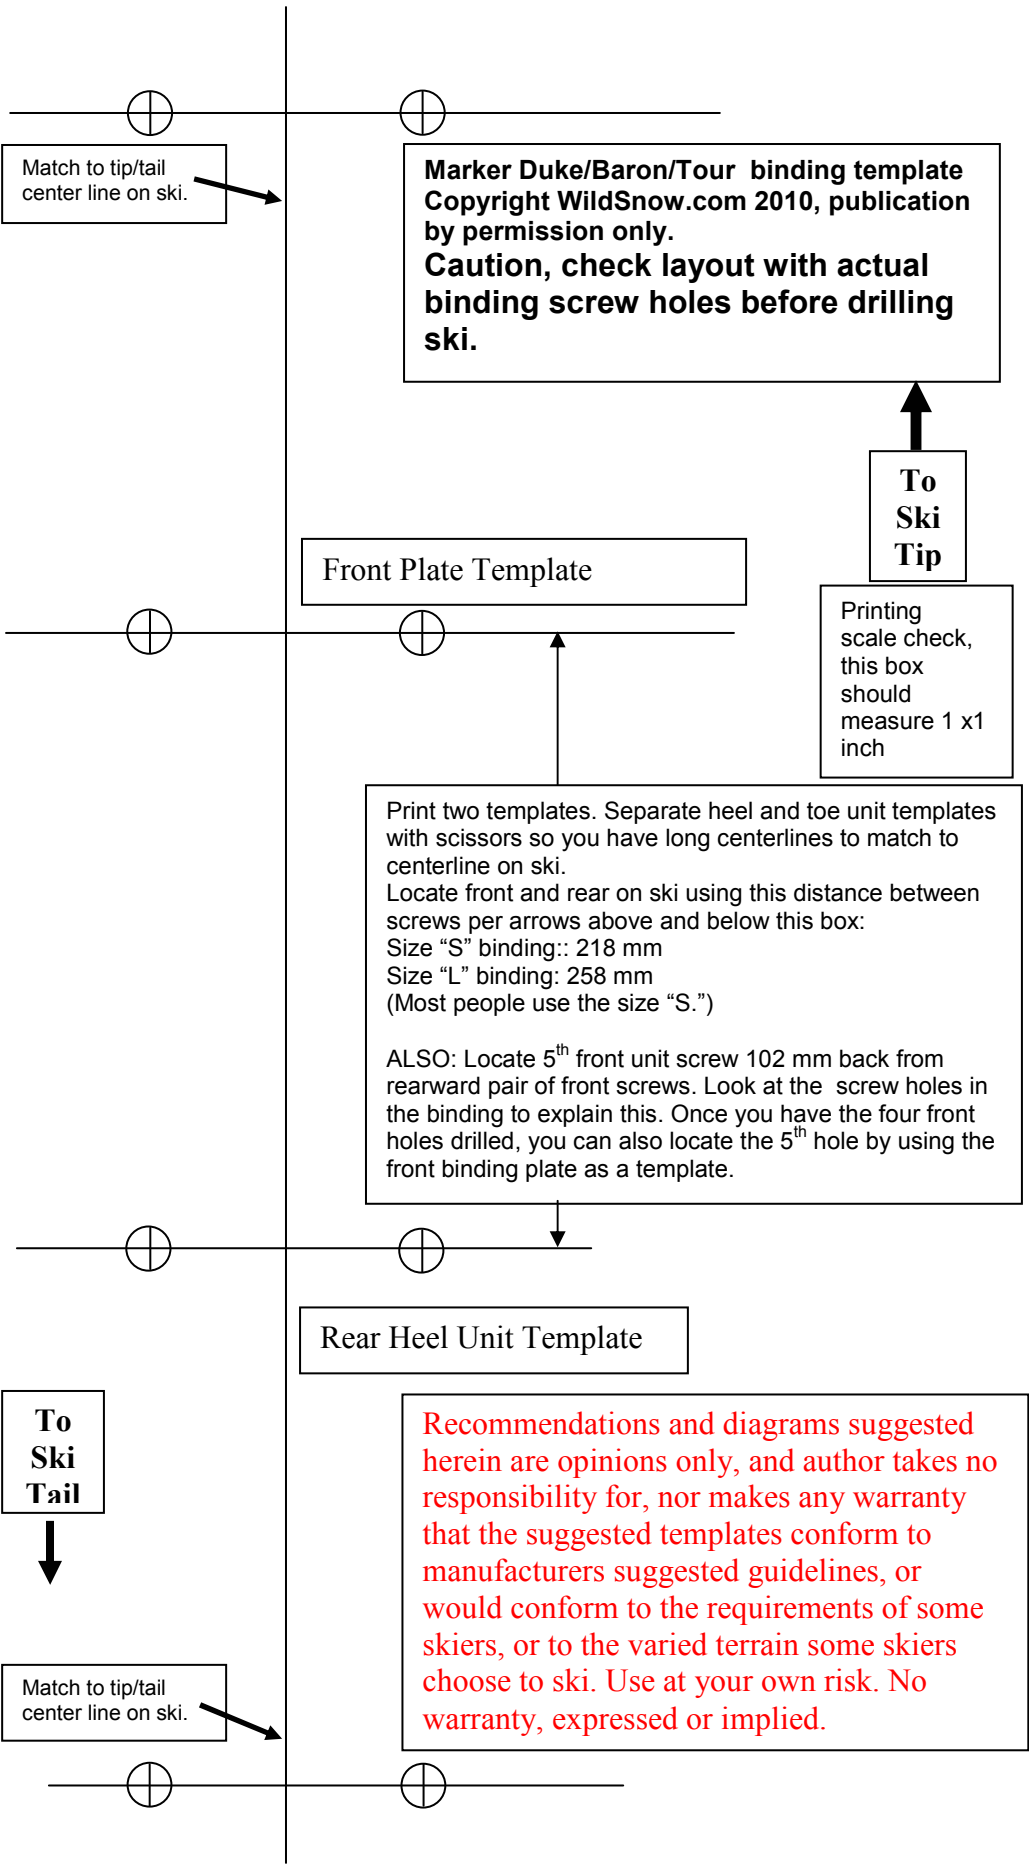 Match to tip/tail
center line on ski.
Marker Duke/Baron/Tour  binding template
Copyright WildSnow.com 2010, publication
by permission only.
Caution, check layout with actual
binding screw holes before drilling
ski.
To
Ski
Tip
Front Plate Template
Printing
scale check,
this box
should
measure 1 x1
inch
Print two templates. Separate heel and toe unit templates
with scissors so you have long centerlines to match to
centerline on ski.
Locate front and rear on ski using this distance between
screws per arrows above and below this box:
Size “S” binding:: 218 mm
Size “L” binding: 258 mm
(Most people use the size “S.”)
ALSO: Locate 5th front unit screw 102 mm back from
rearward pair of front screws. Look at the  screw holes in
the binding to explain this. Once you have the four front
holes drilled, you can also locate the 5th hole by using the
front binding plate as a template.
Rear Heel Unit Template
To
Ski
Tail
Recommendations and diagrams suggested
herein are opinions only, and author takes no
responsibility for, nor makes any warranty
that the suggested templates conform to
manufacturers suggested guidelines, or
would conform to the requirements of some
skiers, or to the varied terrain some skiers
choose to ski. Use at your own risk. No
warranty, expressed or implied.
Match to tip/tail
center line on ski.